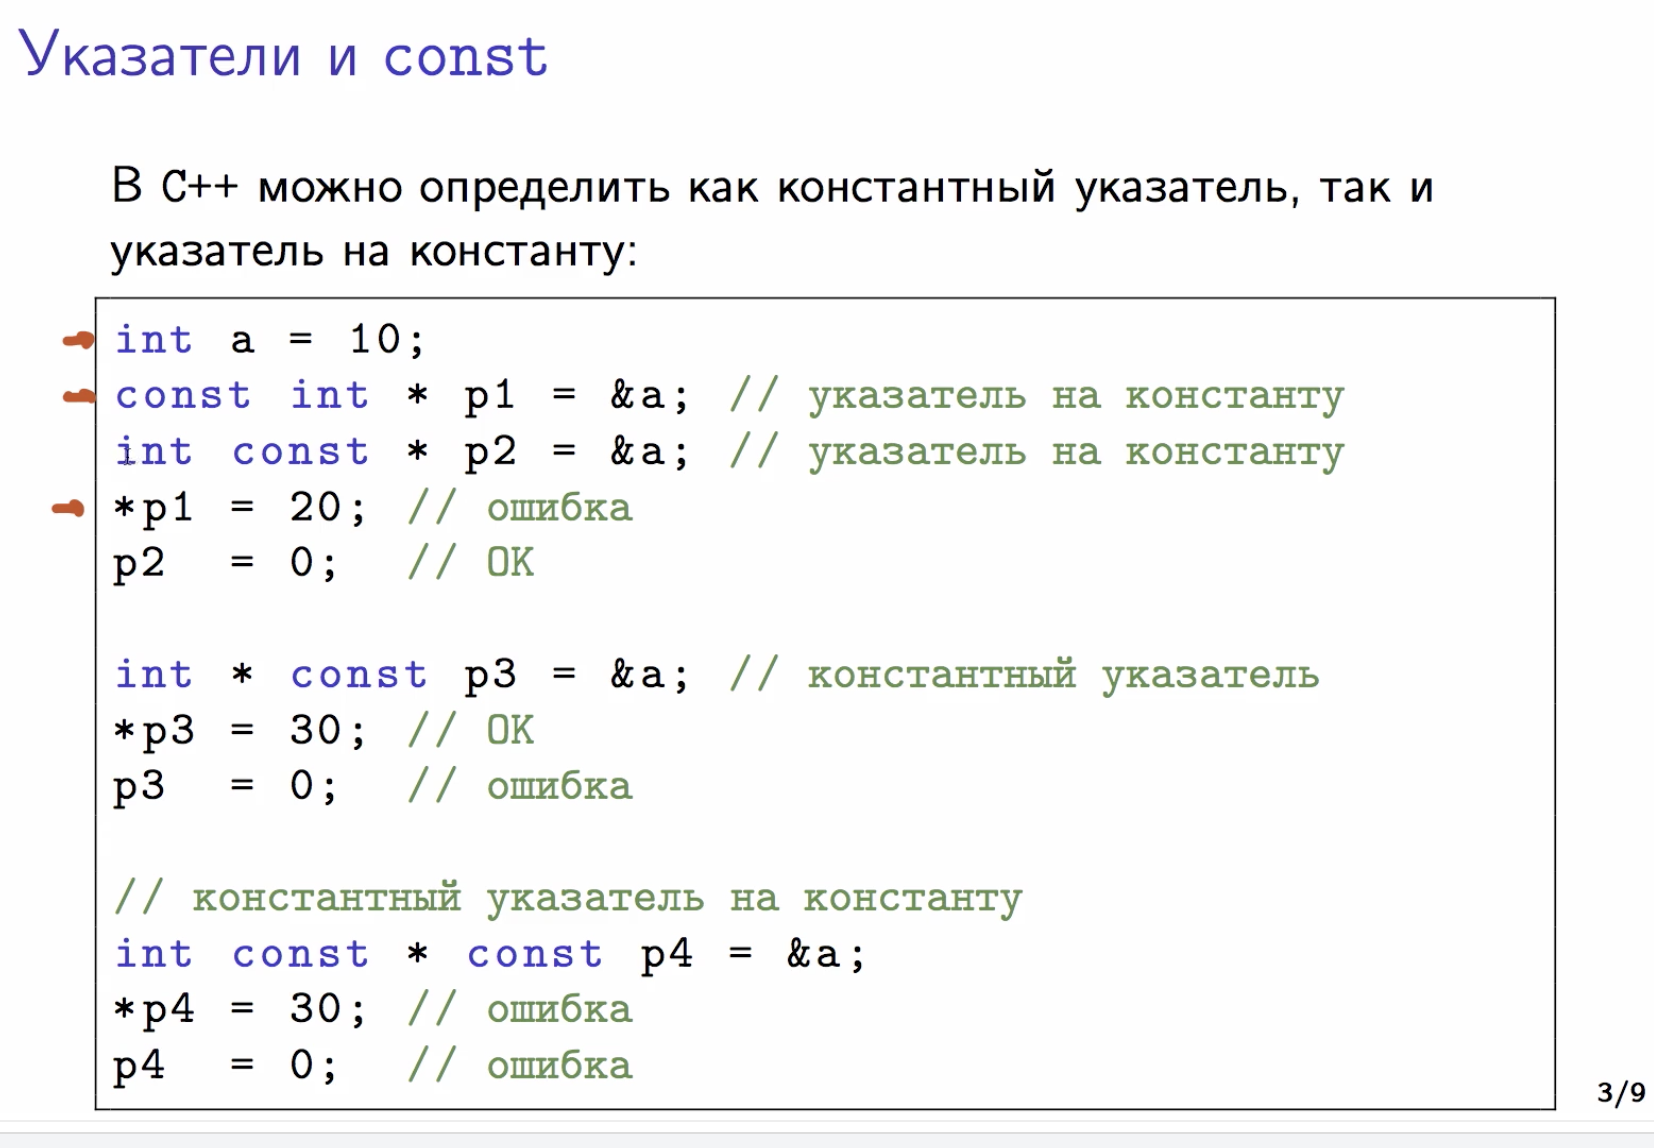 Указатели и const
В C++ можно определить как константный указатель, так и
указатель на константу:
int a = 10;
const int * p1 = &a; // указатель на константу
int const * p2 = &a; // указатель на константу
*p1 = 20; // ошибка
p2  = 0;  // OK
int * const p3 = &a; // константный указатель
*p3 = 30; // OK
p3  = 0;  // ошибка
// константный указатель на константу
int const * const p4 = &a;
*p4 = 30; // ошибка
p4  = 0;  // ошибка
3/9